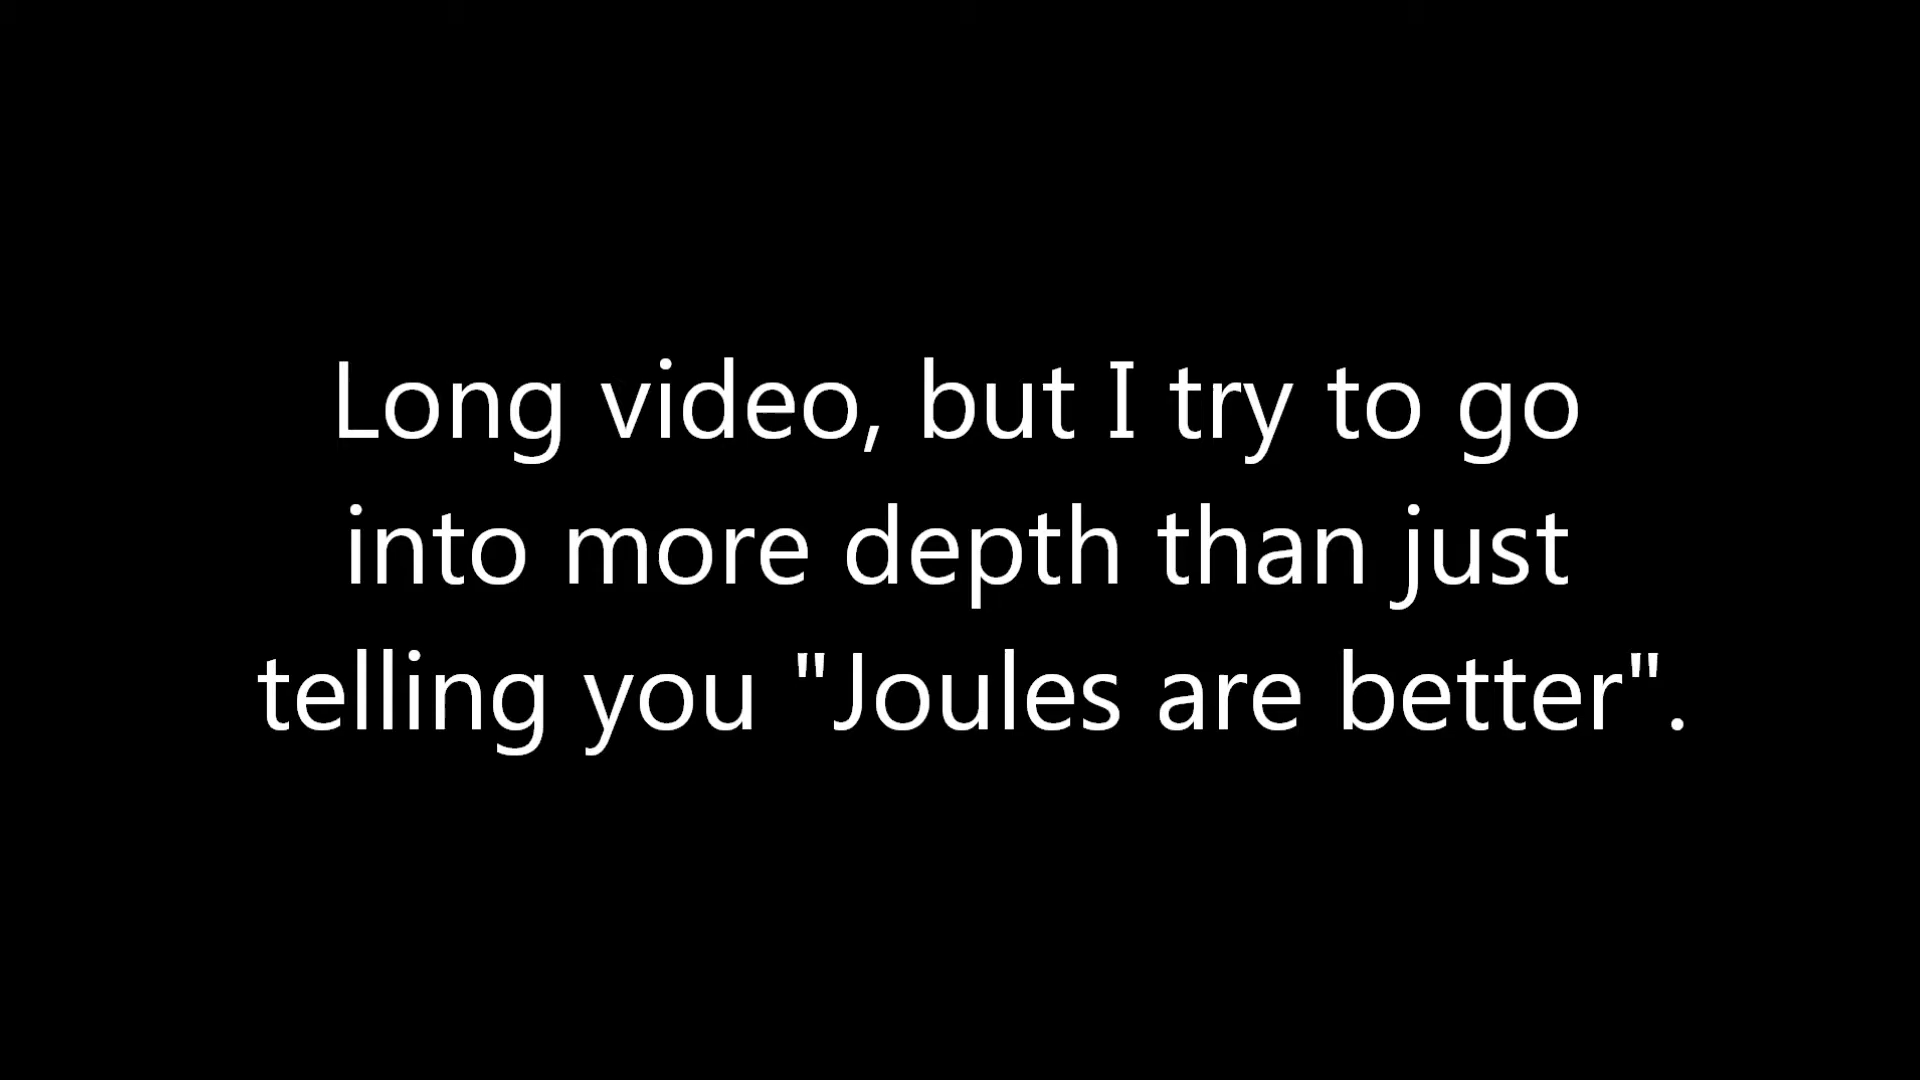 Long video, but I try to go
into more depth than just
telling you "Joules are better".